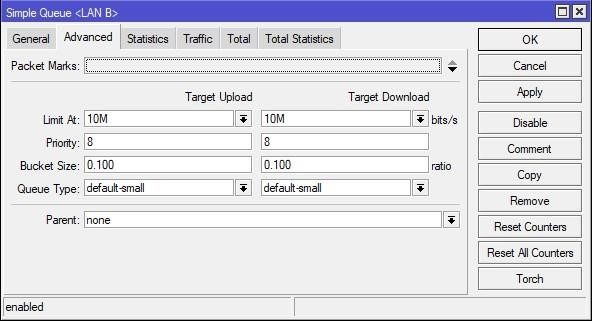 Simple Queue <LAN B>
General Advanced Statistics Traffic Total Total Statistics
Packet Marks:
Target Upload Target Download
Limit At: 10M 10M bits/s
Priority: 8 8
Bucket Size: 0.100 0.100 ratio
Queue Type: default-small default-small
Parent: none
OK
Cancel
Apply
Disable
Comment
Copy
Remove
Reset Counters
Reset All Counters
Torch
enabled